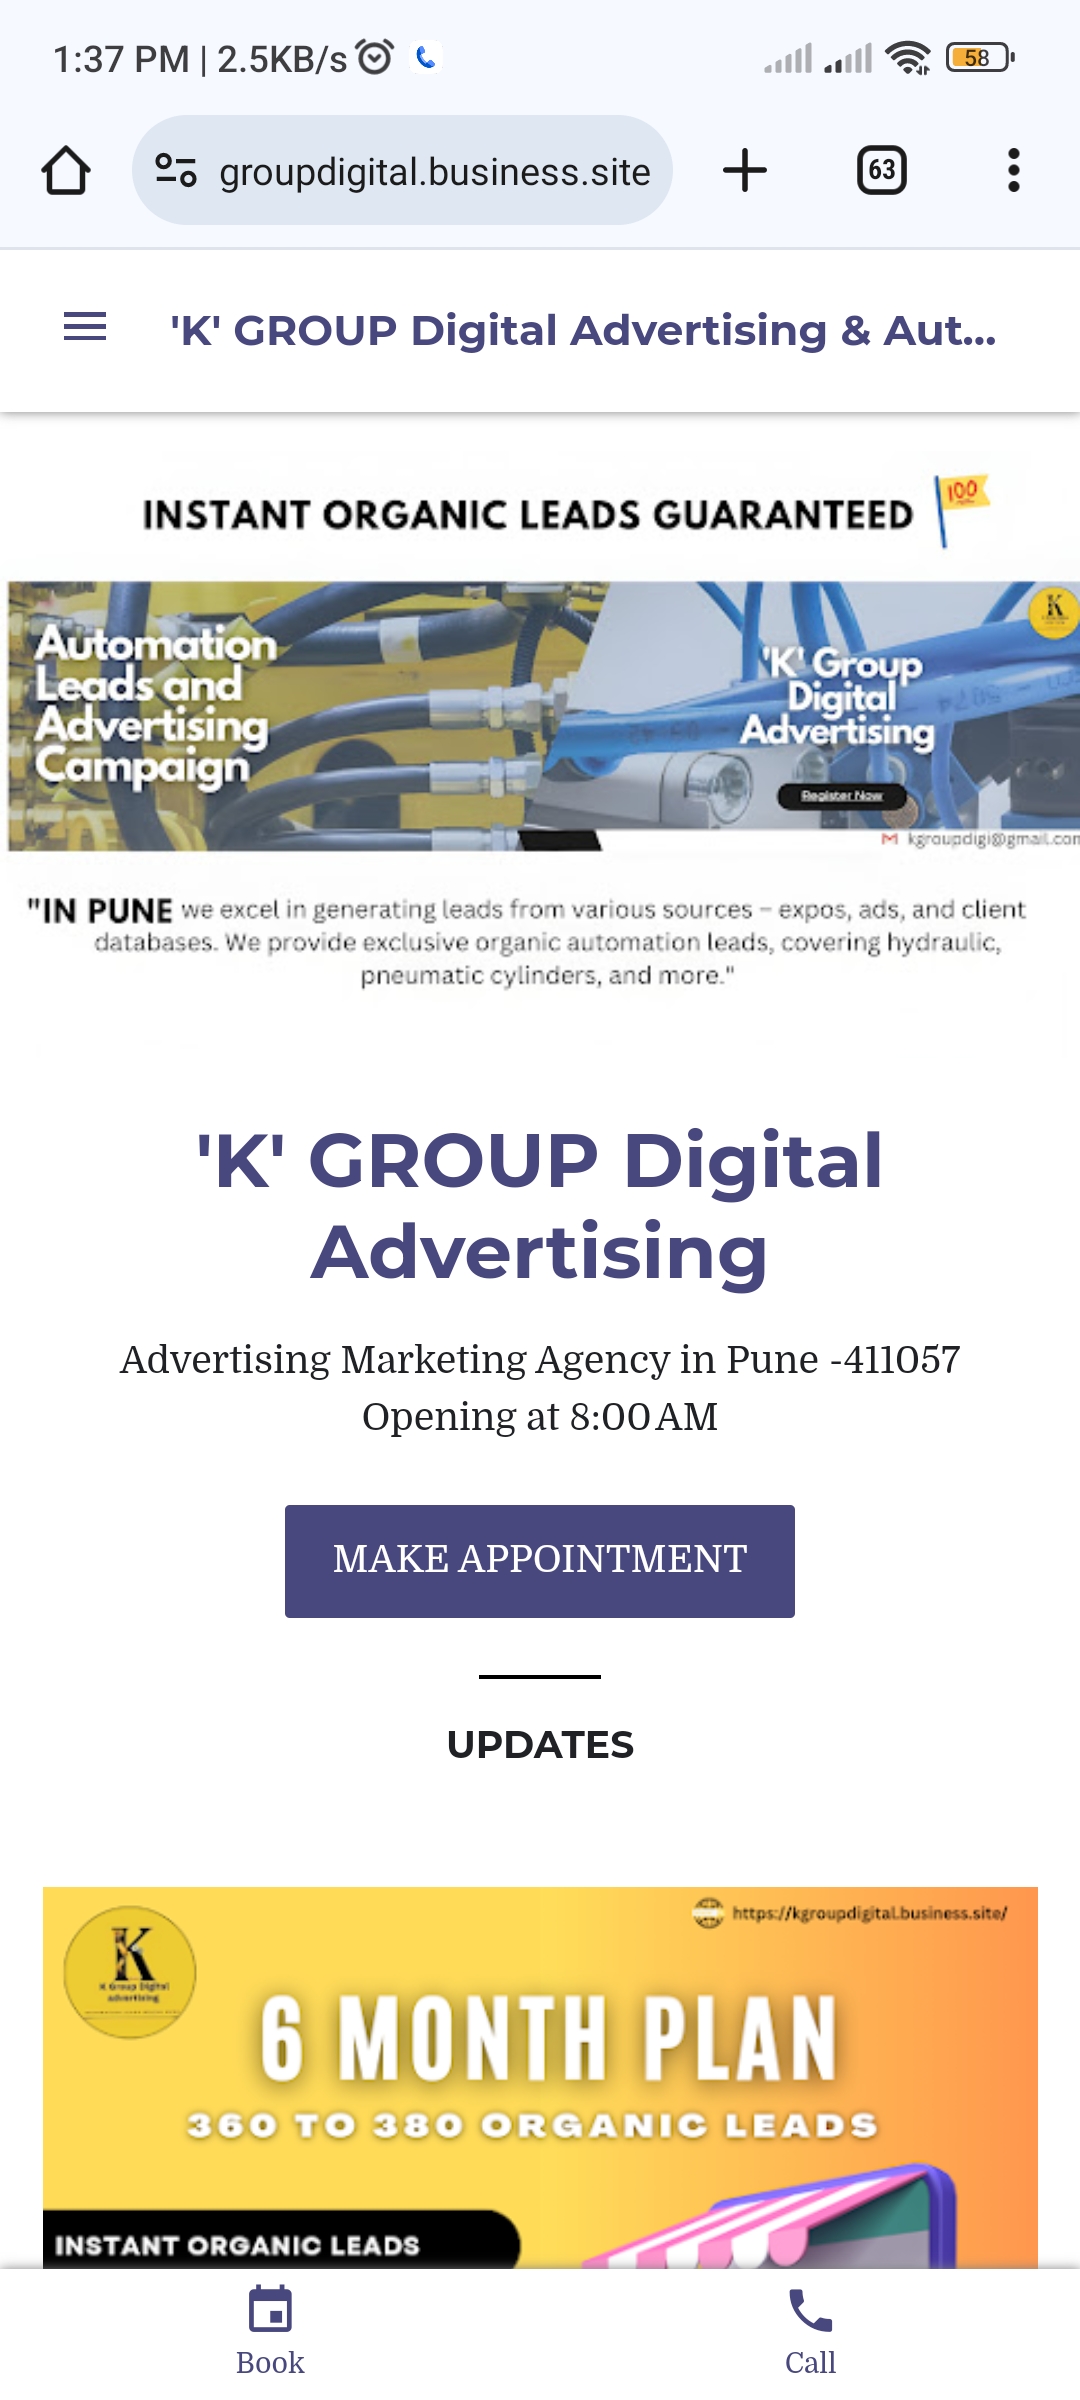 1:37 PM | 2.5KB/s
58
groupdigital.business.site
63
'K' GROUP Digital Advertising & Aut...
INSTANT ORGANIC LEADS GUARANTEED
100
Automation
Leads and
Advertising
Campaign
K
'K' Group
Digital
Advertising
Register Now
kgroupdigi@gmail.com
"IN PUNE we excel in generating leads from various sources – expos, ads, and client
databases. We provide exclusive organic automation leads, covering hydraulic,
pneumatic cylinders, and more."
'K' GROUP Digital
Advertising
Advertising Marketing Agency in Pune -411057
Opening at 8:00 AM
MAKE APPOINTMENT
UPDATES
https://kgroupdigital.business.site/
K
K Group Digital
advertising
6 MONTH PLAN
360 TO 380 ORGANIC LEADS
INSTANT ORGANIC LEADS
Book
Call